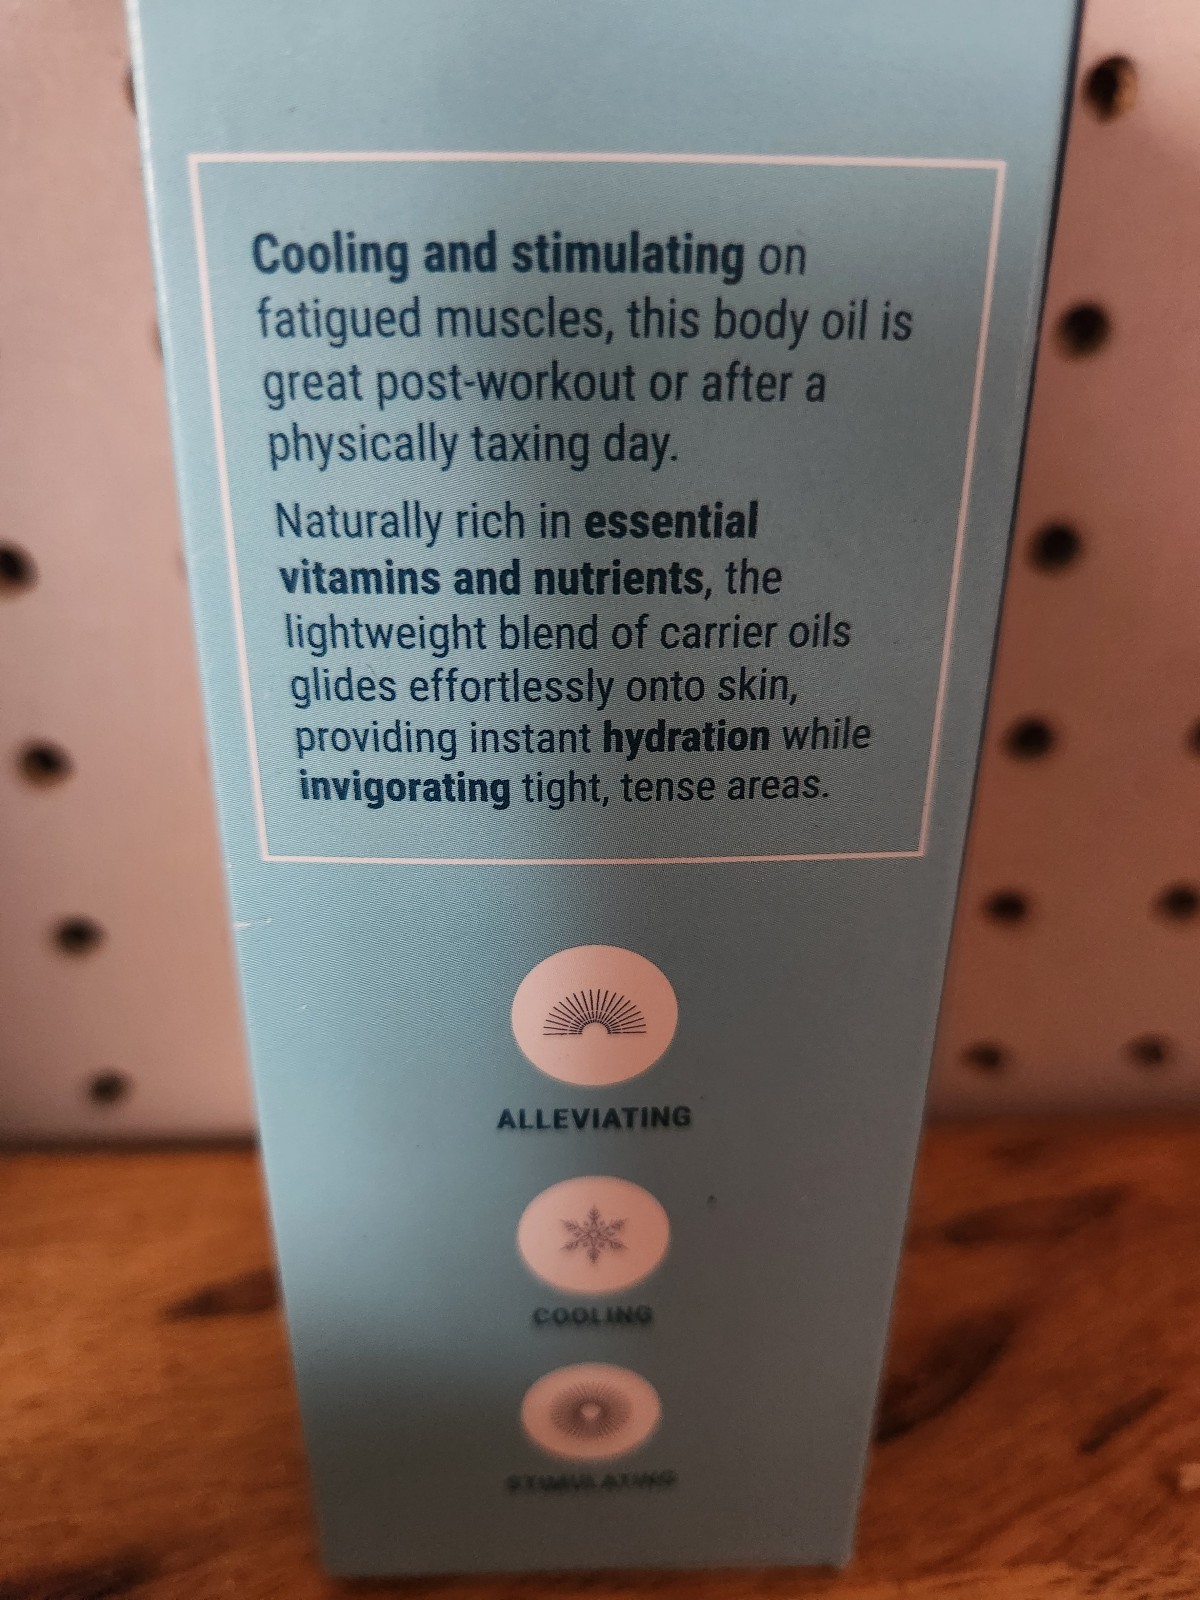 Cooling and stimulating on
fatigued muscles, this body oil is
great post-workout or after a
physically taxing day.
Naturally rich in essential
vitamins and nutrients, the
lightweight blend of carrier oils
glides effortlessly onto skin,
providing instant hydration while
invigorating tight, tense areas.
ALLEVIATING
COOLING
STIMULATING